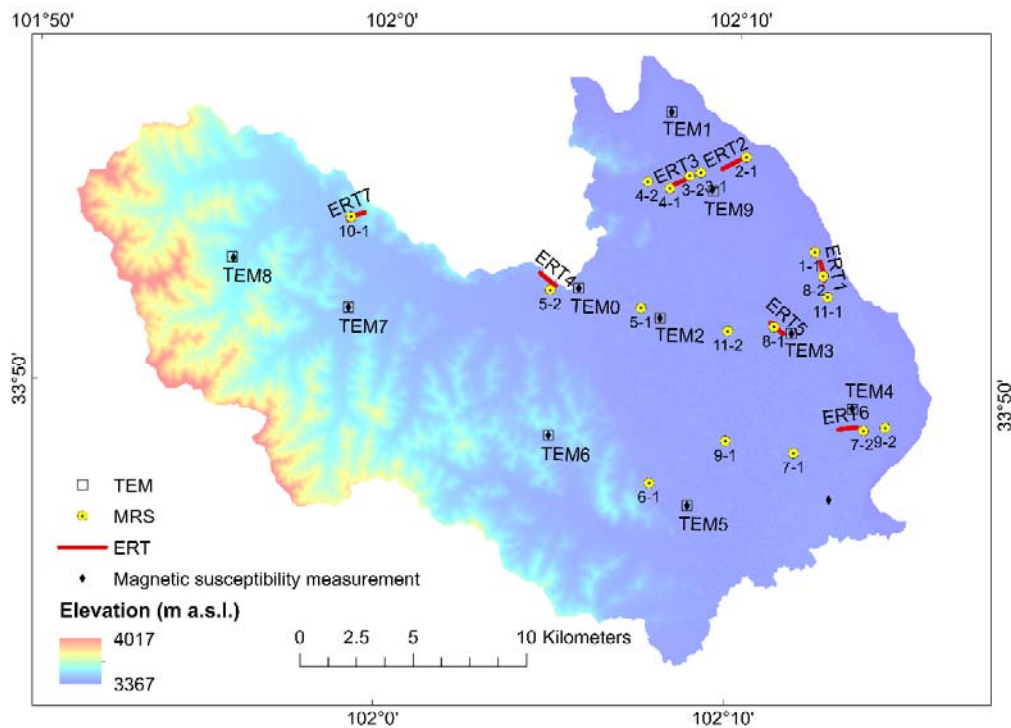 101°50' 102°0' 102°10'
TEM1
ERT3 ERT2
2-1
4-2 3-2
4-1
TEM9
ERT7
10-1
1-1
ERT1
TEM8
ERT4
8-2
TEM0
11-1
5-2
TEM7
5-1
TEM2
ERT5
11-2
8-1
TEM3
33°50'
33°50'
TEM4
ERT6
7-2
9-2
TEM6
9-1
7-1
6-1
TEM5
TEM
MRS
ERT
Magnetic susceptibility measurement
Elevation (m a.s.l.)
4017
3367
0 2.5 5 10 Kilometers
102°0' 102°10'